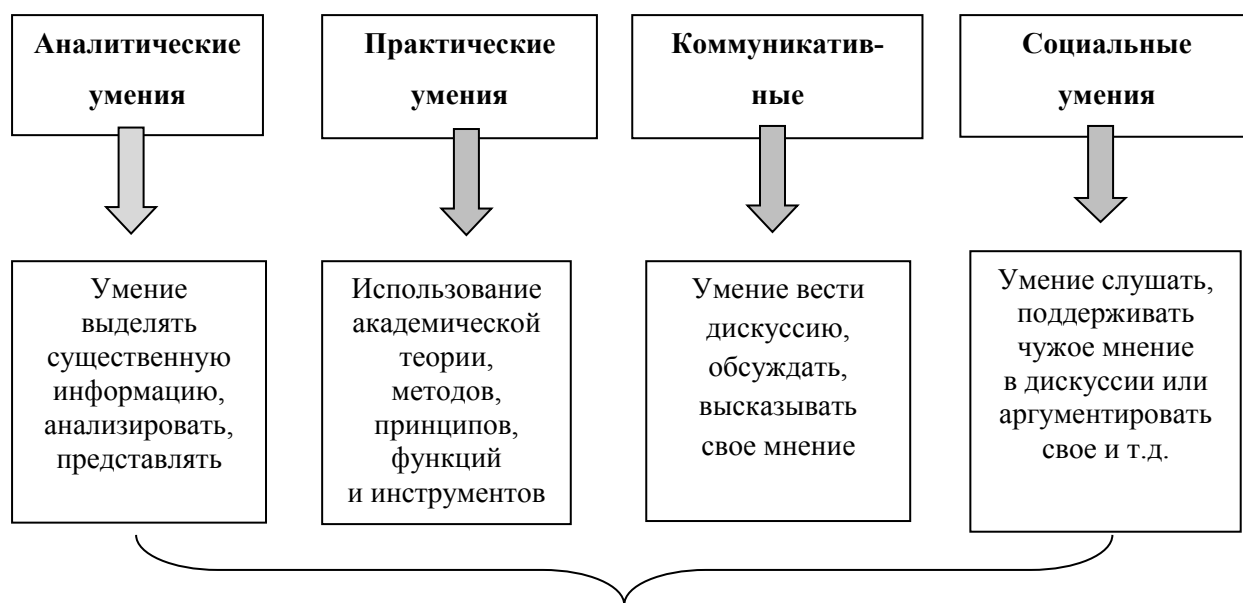 Аналитические
умения
Практические
умения
Коммуникатив-
ные
Социальные
умения
Умение
выделять
существенную
информацию,
анализировать,
представлять
Использование
академической
теории,
методов,
принципов,
функций
и инструментов
Умение вести
дискуссию,
обсуждать,
высказывать
свое мнение
Умение слушать,
поддерживать
чужое мнение
в дискуссии или
аргументировать
свое и т.д.